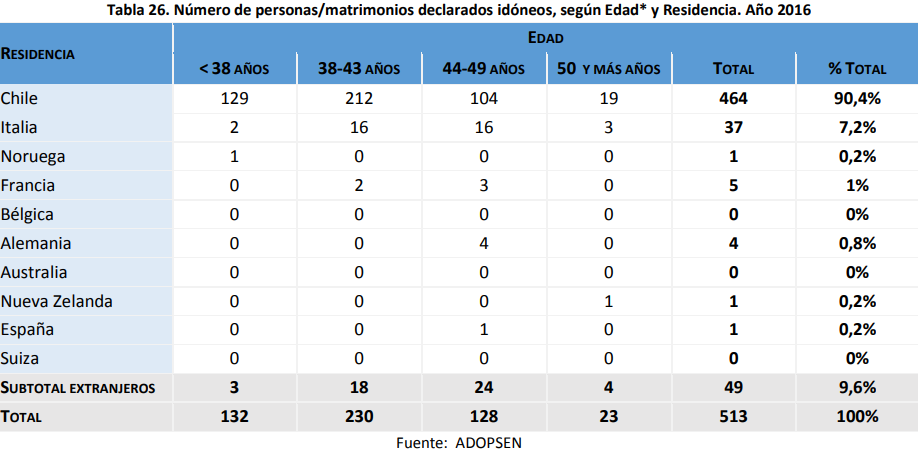 Tabla 26. Número de personas/matrimonios declarados idóneos, según Edad* y Residencia. Año 2016
RESIDENCIA EDAD
< 38 AÑOS 38-43 AÑOS 44-49 AÑOS 50 Y MÁS AÑOS TOTAL % TOTAL
Chile 129 212 104 19 464 90,4%
Italia 2 16 16 3 37 7,2%
Noruega 1 0 0 0 1 0,2%
Francia 0 2 3 0 5 1%
Bélgica 0 0 0 0 0 0%
Alemania 0 0 4 0 4 0,8%
Australia 0 0 0 0 0 0%
Nueva Zelanda 0 0 0 1 1 0,2%
España 0 0 1 0 1 0,2%
Suiza 0 0 0 0 0 0%
SUBTOTAL EXTRANJEROS 3 18 24 4 49 9,6%
TOTAL 132 230 128 23 513 100%
Fuente: ADOPSEN